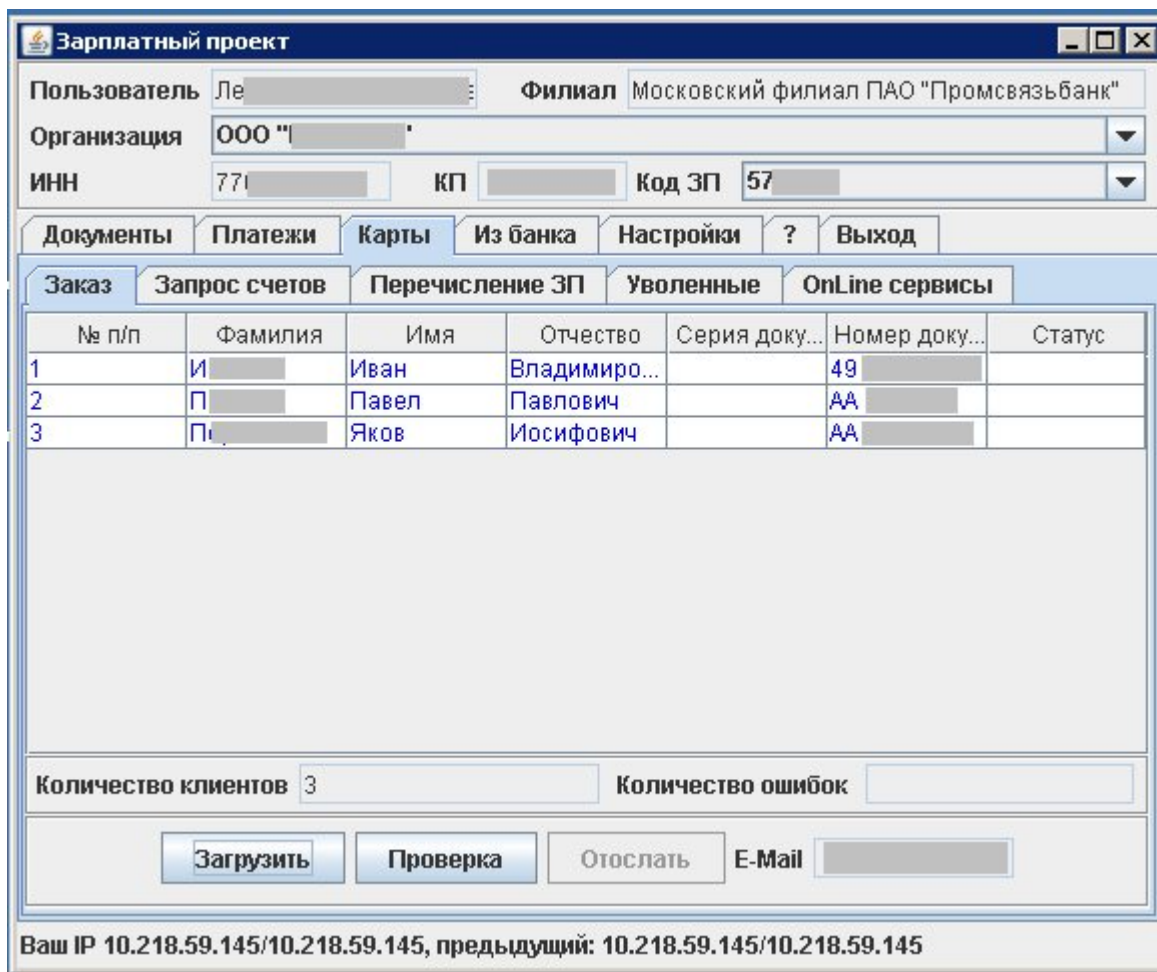 Зарплатный проект
Пользователь Ле Филиал Московский филиал ПАО "Промсвязьбанк"
Организация ООО "
ИНН 77 КП Код ЗП 57
Документы Платежи Карты Из банка Настройки ? Выход
Заказ Запрос счетов Перечисление ЗП Уволенные OnLine сервисы
№ п/п Фамилия Имя Отчество Серия доку... Номер доку... Статус
1 И Иван Владимиро... 49
2 П Павел Павлович АА
3 П Яков Иосифович АА
Количество клиентов 3 Количество ошибок
Загрузить Проверка Отослать E-Mail
Ваш IP 10.218.59.145/10.218.59.145, предыдущий: 10.218.59.145/10.218.59.145